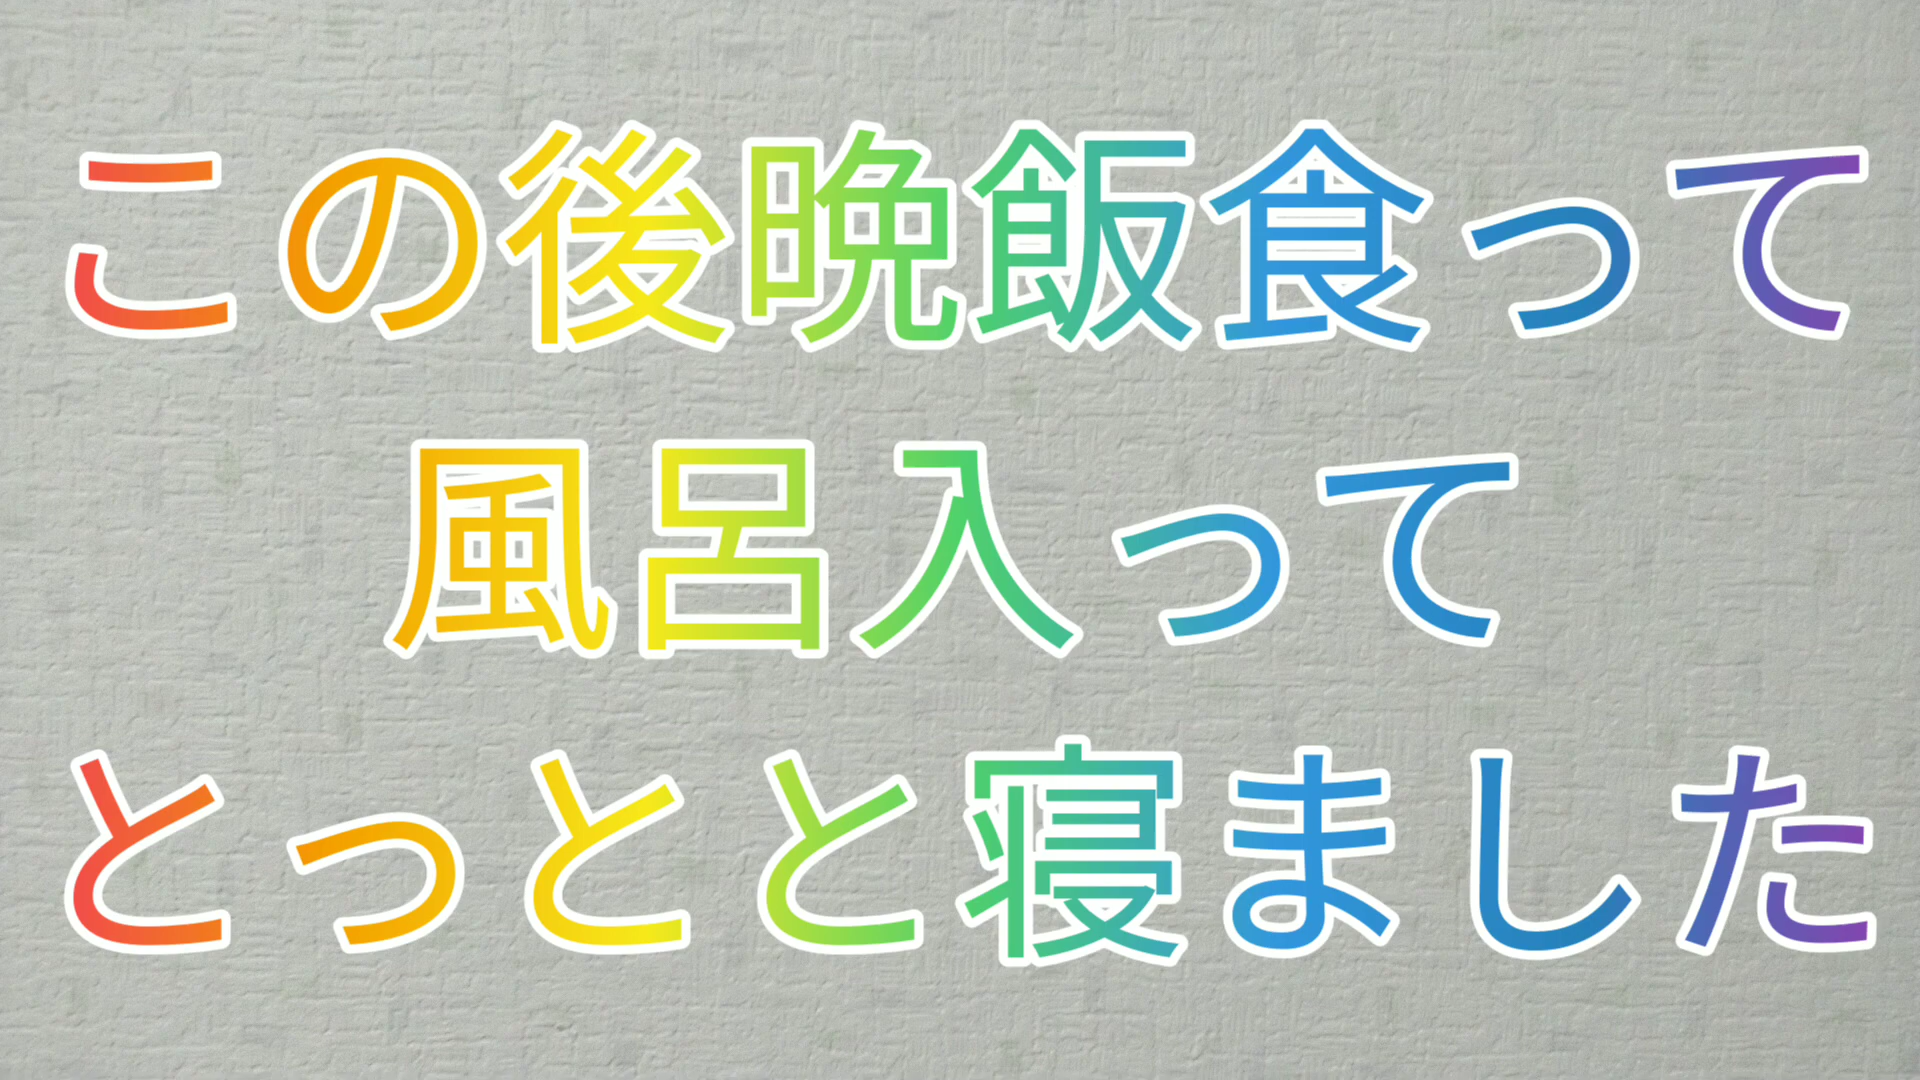 この後晩飯食って
風呂入って
とっとと寝ました